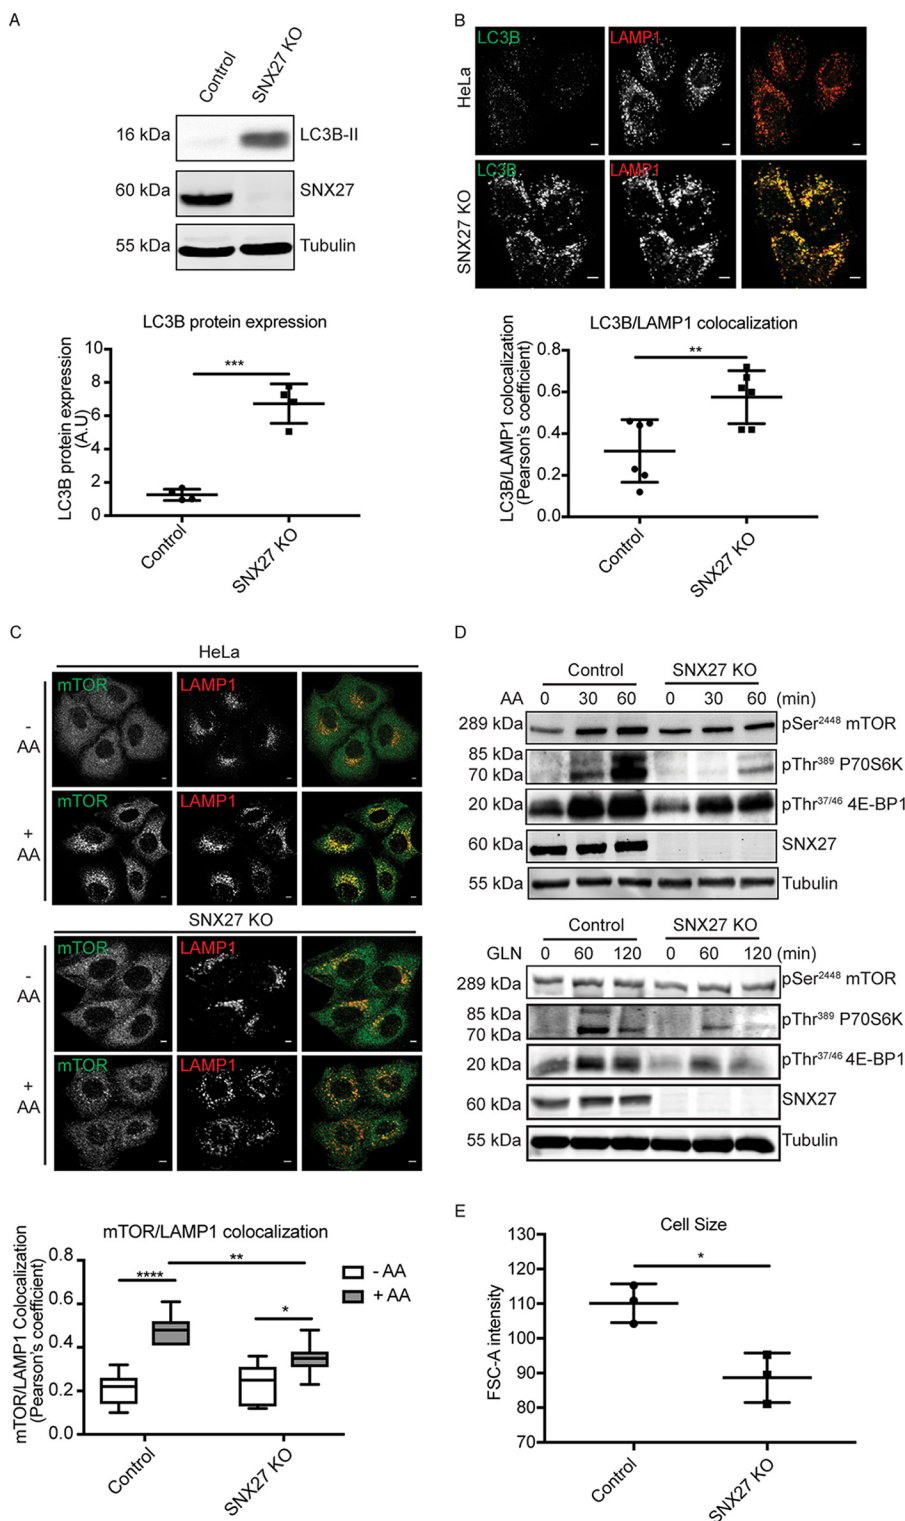 A
Control
SNX27 KO
16 kDa
LC3B-II
60 kDa
SNX27
55 kDa
Tubulin
LC3B protein expression
LC3B protein expression
(A.U)
10
8
6
4
2
0
***
Control
SNX27 KO
B
HeLa
LC3B
LAMP1
SNX27 KO
LC3B
LAMP1
LC3B/LAMP1 colocalization
LC3B/LAMP1 colocalization
(Pearson's coefficient)
0.8
0.6
0.4
0.2
0.0
**
Control
SNX27 KO
C
HeLa
- AA
mTOR
LAMP1
+ AA
mTOR
LAMP1
SNX27 KO
- AA
mTOR
LAMP1
+ AA
mTOR
LAMP1
mTOR/LAMP1 colocalization
mTOR/LAMP1 Colocalization
(Pearson's coefficient)
0.8
0.6
0.4
0.2
0.0
****
**
*
- AA
+ AA
Control
SNX27 KO
D
Control
SNX27 KO
AA 0 30 60 0 30 60 (min)
289 kDa
pSer2448 mTOR
85 kDa
70 kDa
pThr389 P70S6K
20 kDa
pThr37/46 4E-BP1
60 kDa
SNX27
55 kDa
Tubulin
Control
SNX27 KO
GLN 0 60 120 0 60 120 (min)
289 kDa
pSer2448 mTOR
85 kDa
70 kDa
pThr389 P70S6K
20 kDa
pThr37/46 4E-BP1
60 kDa
SNX27
55 kDa
Tubulin
E
Cell Size
FSC-A intensity
120
110
100
90
80
70
*
Control
SNX27 KO